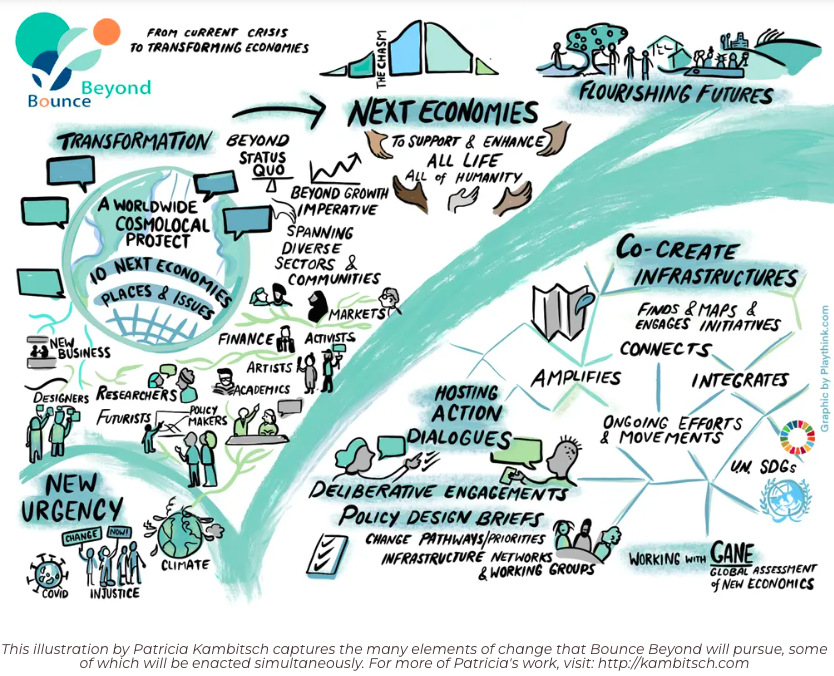 FROM CURRENT CRISIS
TO TRANSFORMING ECONOMIES
Bounce Beyond
THE CHASM
NEXT ECONOMIES
TO SUPPORT & ENHANCE
ALL LIFE
ALL of HUMANITY
FLOURISHING FUTURES
TRANSFORMATION
BEYOND
STATUS
QUO
BEYOND GROWTH
IMPERATIVE
SPANNING
DIVERSE
SECTORS &
COMMUNITIES
A WORLDWIDE
COSMOLOCAL
PROJECT
10 NEXT ECONOMIES
PLACES & ISSUES
MARKETS
FINANCE
ACTIVISTS
NEW
BUSINESS
ARTISTS
ACADEMICS
RESEARCHERS
DESIGNERS
FUTURISTS
POLICY
MAKERS
NEW
URGENCY
CHANGE
NOW!
COVID
INJUSTICE
CLIMATE
CO-CREATE
INFRASTRUCTURES
FINDS & MAPS &
ENGAGES INITIATIVES
CONNECTS
AMPLIFIES
INTEGRATES
ONGOING EFFORTS
& MOVEMENTS
U.N. SDGs
HOSTING
ACTION
DIALOGUES
DELIBERATIVE ENGAGEMENTS
POLICY DESIGN BRIEFS
CHANGE PATHWAYS/PRIORITIES
INFRASTRUCTURE NETWORKS
& WORKING GROUPS
WORKING WITH GANE
GLOBAL ASSESSMENT
of NEW ECONOMICS
Graphic by Playthink.com
This illustration by Patricia Kambitsch captures the many elements of change that Bounce Beyond will pursue, some
of which will be enacted simultaneously. For more of Patricia's work, visit: http://kambitsch.com